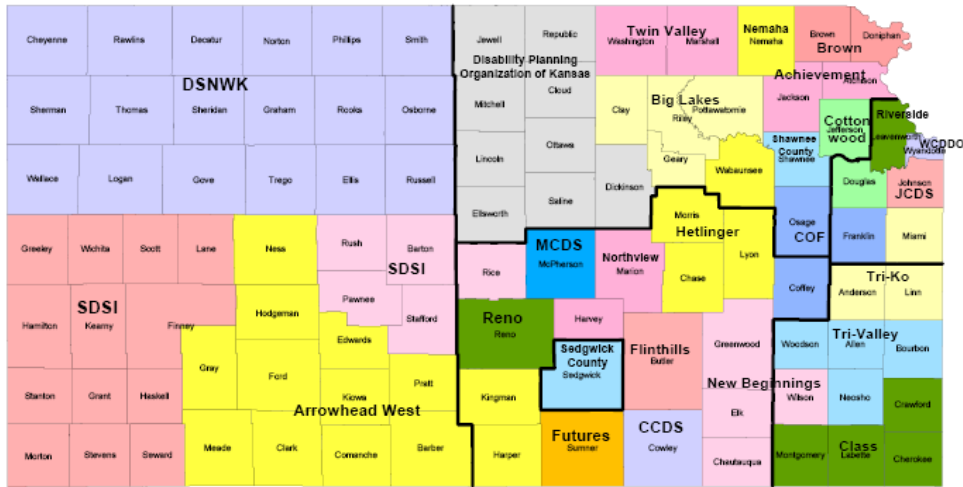 Cheyenne
Rawlins
Decatur
Norton
Phillips
Smith
Jewell
Republic
Twin Valley
Washington
Marshall
Nemaha
Nemaha
Brown
Doniphan
Brown
DSNWK
Disability Planning
Organization of Kansas
Achievement
Atchison
Sherman
Thomas
Sheridan
Graham
Rooks
Osborne
Mitchell
Cloud
Clay
Big Lakes
Riley
Pottawatomie
Jackson
Cotton
wood
Jefferson
Riverside
Leavenworth
WCDDO
Wyandotte
Shawnee
County
Shawnee
Wallace
Logan
Gove
Trego
Ellis
Russell
Lincoln
Ottawa
Geary
Wabaunsee
Douglas
Johnson
JCDS
Ellsworth
Saline
Dickinson
Morris
Hetlinger
Osage
COF
Franklin
Miami
Greeley
Wichita
Scott
Lane
Ness
Rush
Barton
SDSI
Rice
MCDS
McPherson
Northview
Marion
Chase
Lyon
Coffey
Tri-Ko
Anderson
Linn
SDSI
Hamilton
Kearny
Finney
Hodgeman
Pawnee
Stafford
Reno
Reno
Harvey
Sedgwick
County
Sedgwick
Flinthills
Butler
Greenwood
Woodson
Tri-Valley
Allen
Bourbon
Gray
Ford
Edwards
Kiowa
Pratt
Arrowhead West
Kingman
New Beginnings
Wilson
Neosho
Crawford
Stanton
Grant
Haskell
Elk
Morton
Stevens
Seward
Meade
Clark
Comanche
Barber
Harper
Futures
Sumner
CCDS
Cowley
Chautauqua
Montgomery
Class
Labette
Cherokee